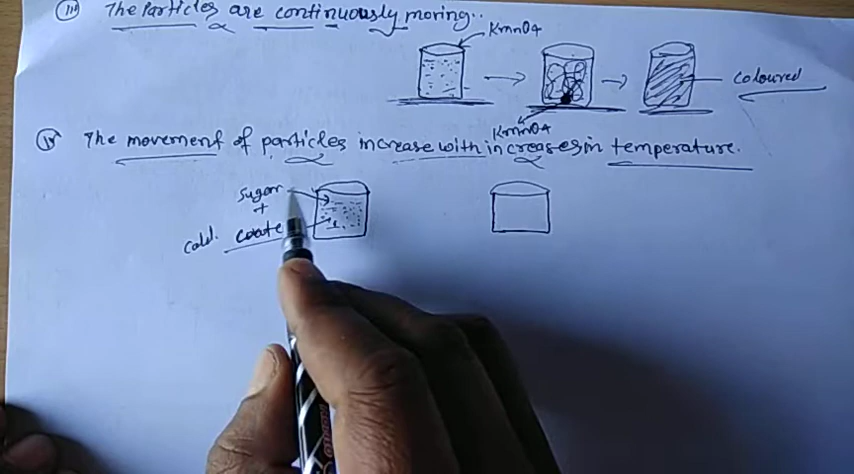 (iii) The Particles are continuously moving..
KmnO4
coloured
KmnO4
(iv) The movement of particles increase with increases in temperature.
Sugar
+
cold. water